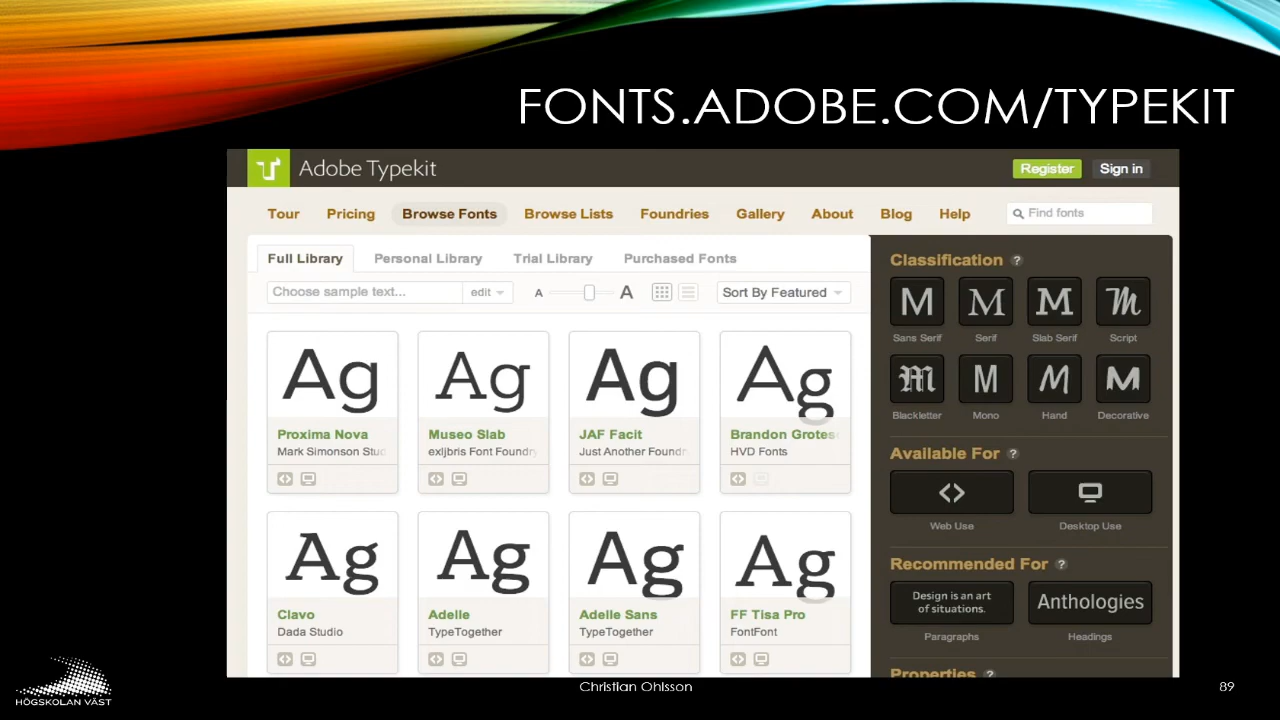 FONTS.ADOBE.COM/TYPEKIT
Adobe Typekit
Register Sign in
Tour Pricing Browse Fonts Browse Lists Foundries Gallery About Blog Help Find fonts
Full Library Personal Library Trial Library Purchased Fonts
Choose sample text... edit A A Sort By Featured
Ag Ag Ag Ag
Proxima Nova Museo Slab JAF Facit Brandon Grotes
Mark Simonson Stud exljbris Font Foundry Just Another Foundr HVD Fonts
Ag Ag Ag Ag
Clavo Adelle Adelle Sans FF Tisa Pro
Dada Studio TypeTogether TypeTogether FontFont
Classification ?
M M M M
Sans Serif Serif Slab Serif Script
M M M M
Blackletter Mono Hand Decorative
Available For ?
Web Use Desktop Use
Recommended For ?
Design is an art
of situations.
Anthologies
Paragraphs Headings
Properties ?
HÖGSKOLAN VÄST
Christian Ohlsson
89